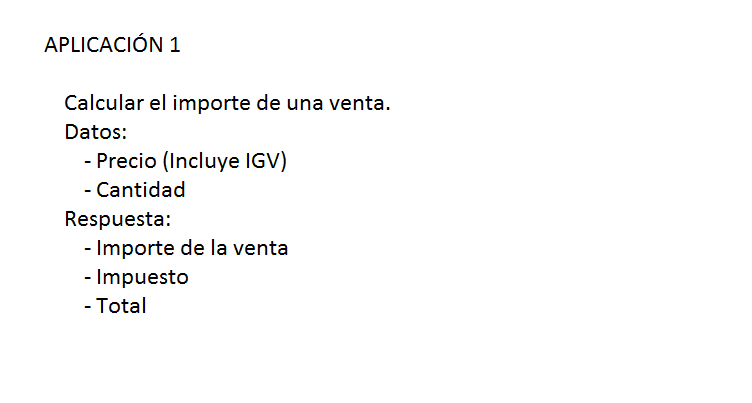 APLICACIÓN 1
Calcular el importe de una venta.
Datos:
- Precio (Incluye IGV)
- Cantidad
Respuesta:
- Importe de la venta
- Impuesto
- Total